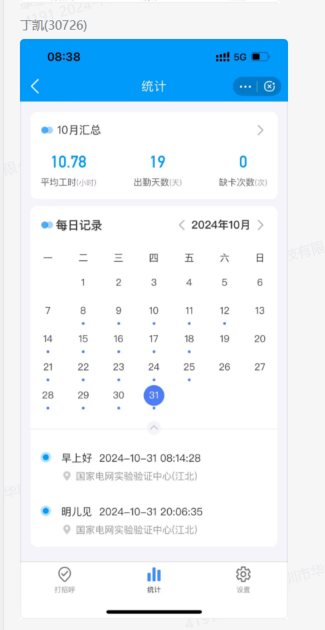 丁凯(30726)
08:38
5G
统计
10月汇总
10.78
19
0
平均工时(小时)
出勤天数(天)
缺卡次数(次)
每日记录
2024年10月
一 二 三 四 五 六 日
1 2 3 4 5 6
7 8 9 10 11 12 13
14 15 16 17 18 19 20
21 22 23 24 25 26 27
28 29 30 31
早上好 2024-10-31 08:14:28
国家电网实验验证中心(江北)
明儿见 2024-10-31 20:06:35
国家电网实验验证中心(江北)
打招呼
统计
设置